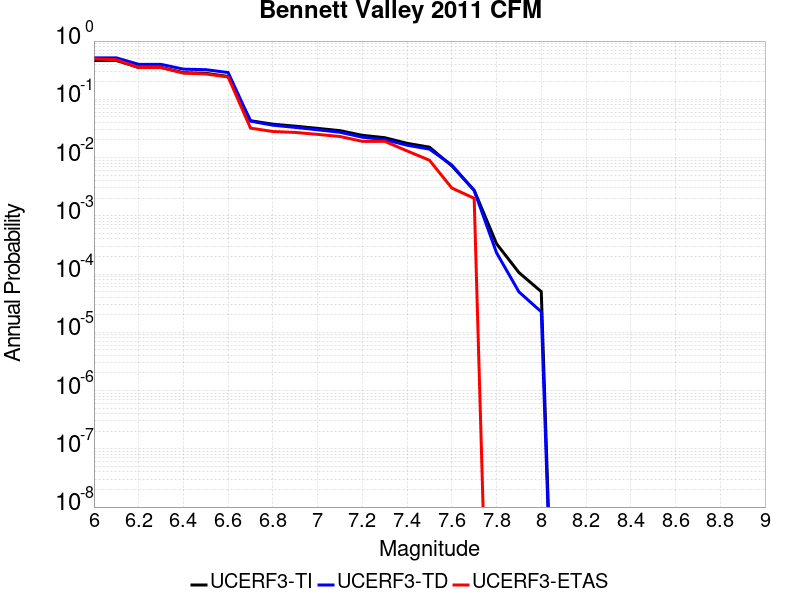 Bennett Valley 2011 CFM
10^0
10^-1
10^-2
10^-3
10^-4
10^-5
10^-6
10^-7
10^-8
Annual Probability
6 6.2 6.4 6.6 6.8 7 7.2 7.4 7.6 7.8 8 8.2 8.4 8.6 8.8 9
Magnitude
UCERF3-TI UCERF3-TD UCERF3-ETAS